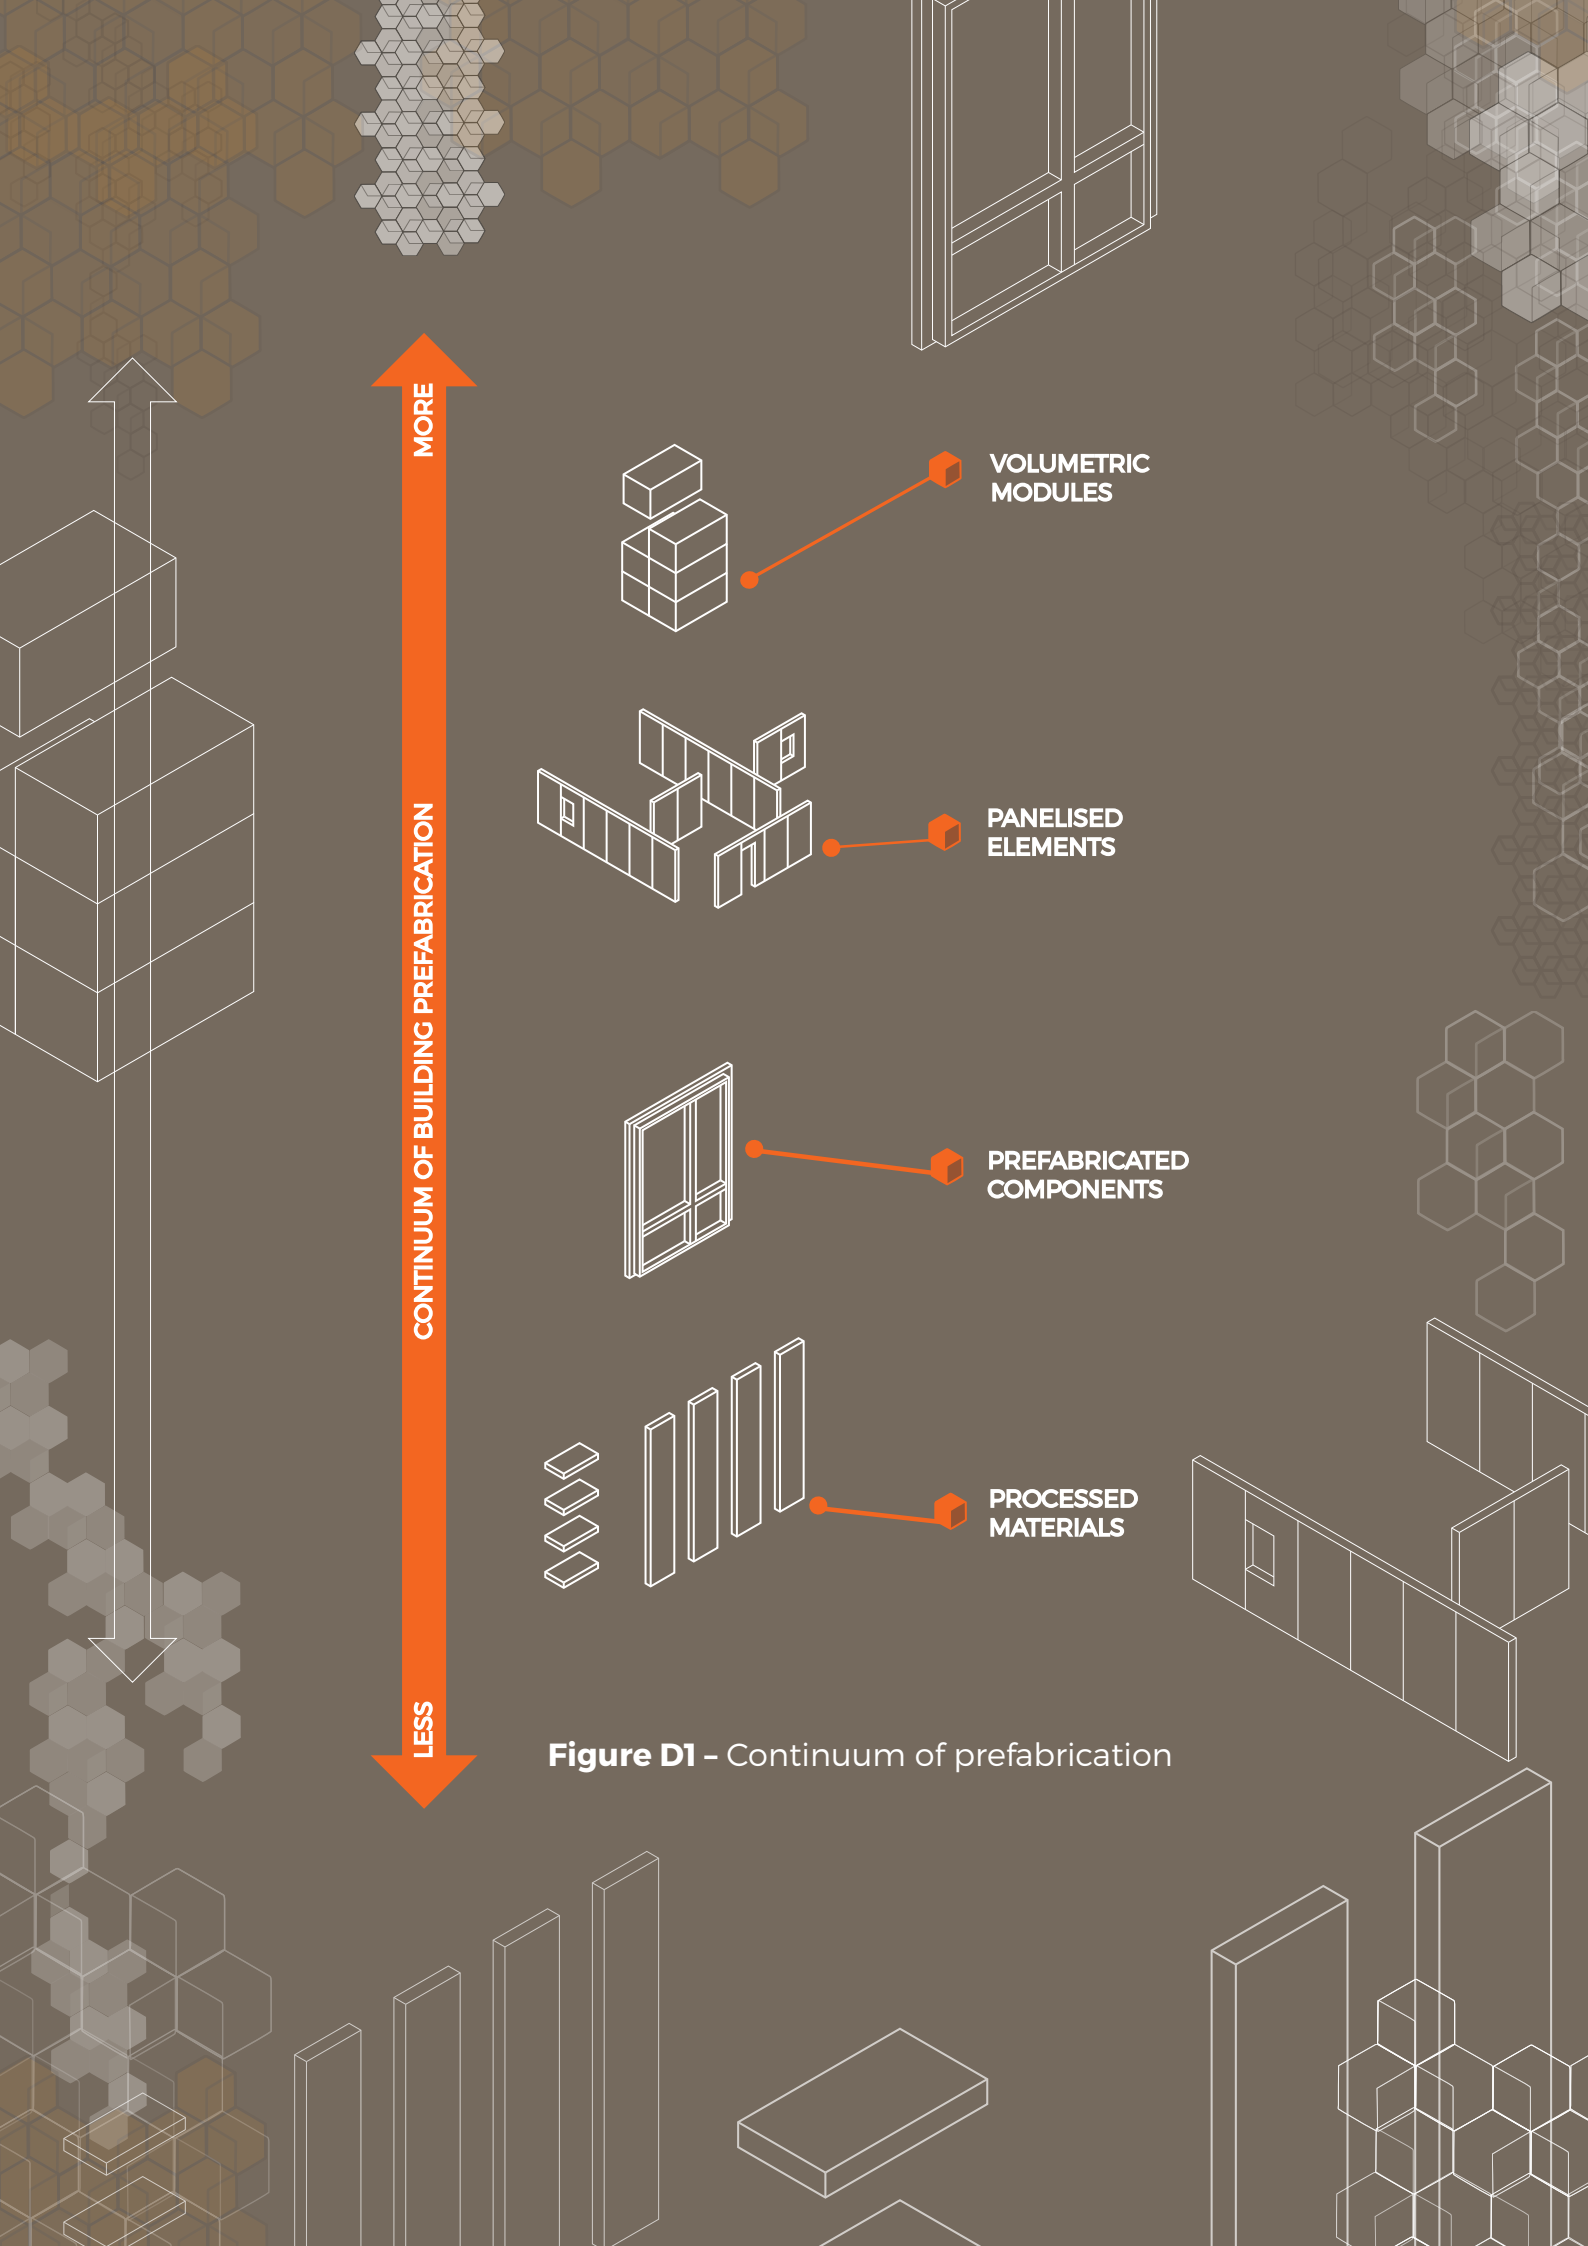 MORE
CONTINUUM OF BUILDING PREFABRICATION
LESS
VOLUMETRIC
MODULES
PANELISED
ELEMENTS
PREFABRICATED
COMPONENTS
PROCESSED
MATERIALS
Figure D1 – Continuum of prefabrication